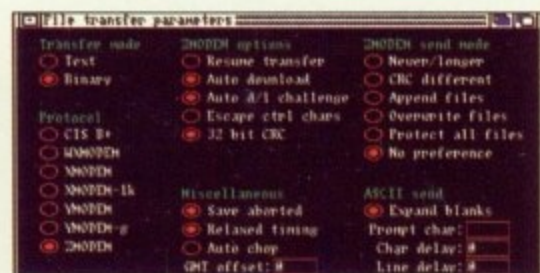 File transfer parameters
Transfer mode
Text
Binary
Protocol
CIS B+
WXMODEM
XMODEM
XMODEM-1k
YMODEM
YMODEM-g
ZMODEM
ZMODEM options
Resume transfer
Auto download
Auto d/l challenge
Escape ctrl chars
32 bit CRC
Miscellaneous
Save aborted
Relaxed timing
Auto chop
GMT offset: 0
ZMODEM send mode
Newer/longer
CRC different
Append files
Overwrite files
Protect all files
No preference
ASCII send
Expand blanks
Prompt char:
Char delay: 0
Line delay: 0